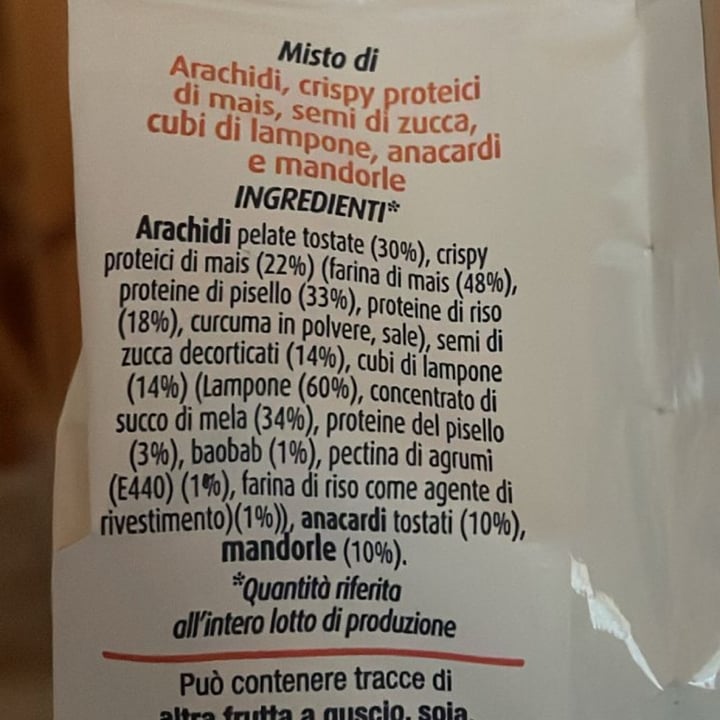 Misto di
Arachidi, crispy proteici
di mais, semi di zucca,
cubi di lampone, anacardi
e mandorle
INGREDIENTI*
Arachidi pelate tostate (30%), crispy
proteici di mais (22%) (farina di mais (48%),
proteine di pisello (33%), proteine di riso
(18%), curcuma in polvere, sale), semi di
zucca decorticati (14%), cubi di lampone
(14%) (Lampone (60%), concentrato di
succo di mela (34%), proteine del pisello
(3%), baobab (1%), pectina di agrumi
(E440) (1%), farina di riso come agente di
rivestimento)(1%)), anacardi tostati (10%),
mandorle (10%).
*Quantità riferita
all'intero lotto di produzione
Può contenere tracce di
altra frutta a guscio, soia,